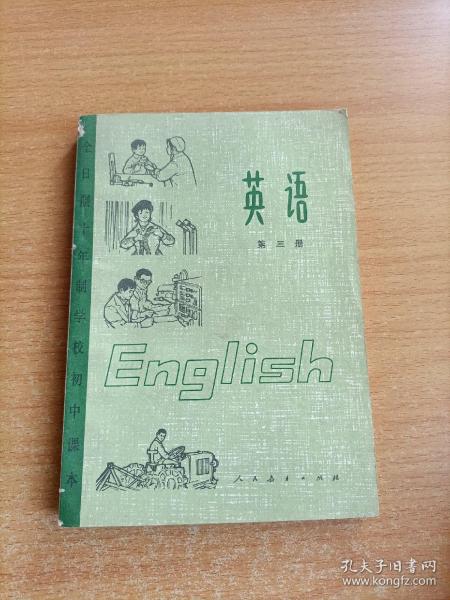 全日制十年制学校初中课本
英语
第三册
English
人民教育出版社
孔夫子旧书网
www.kongfz.com